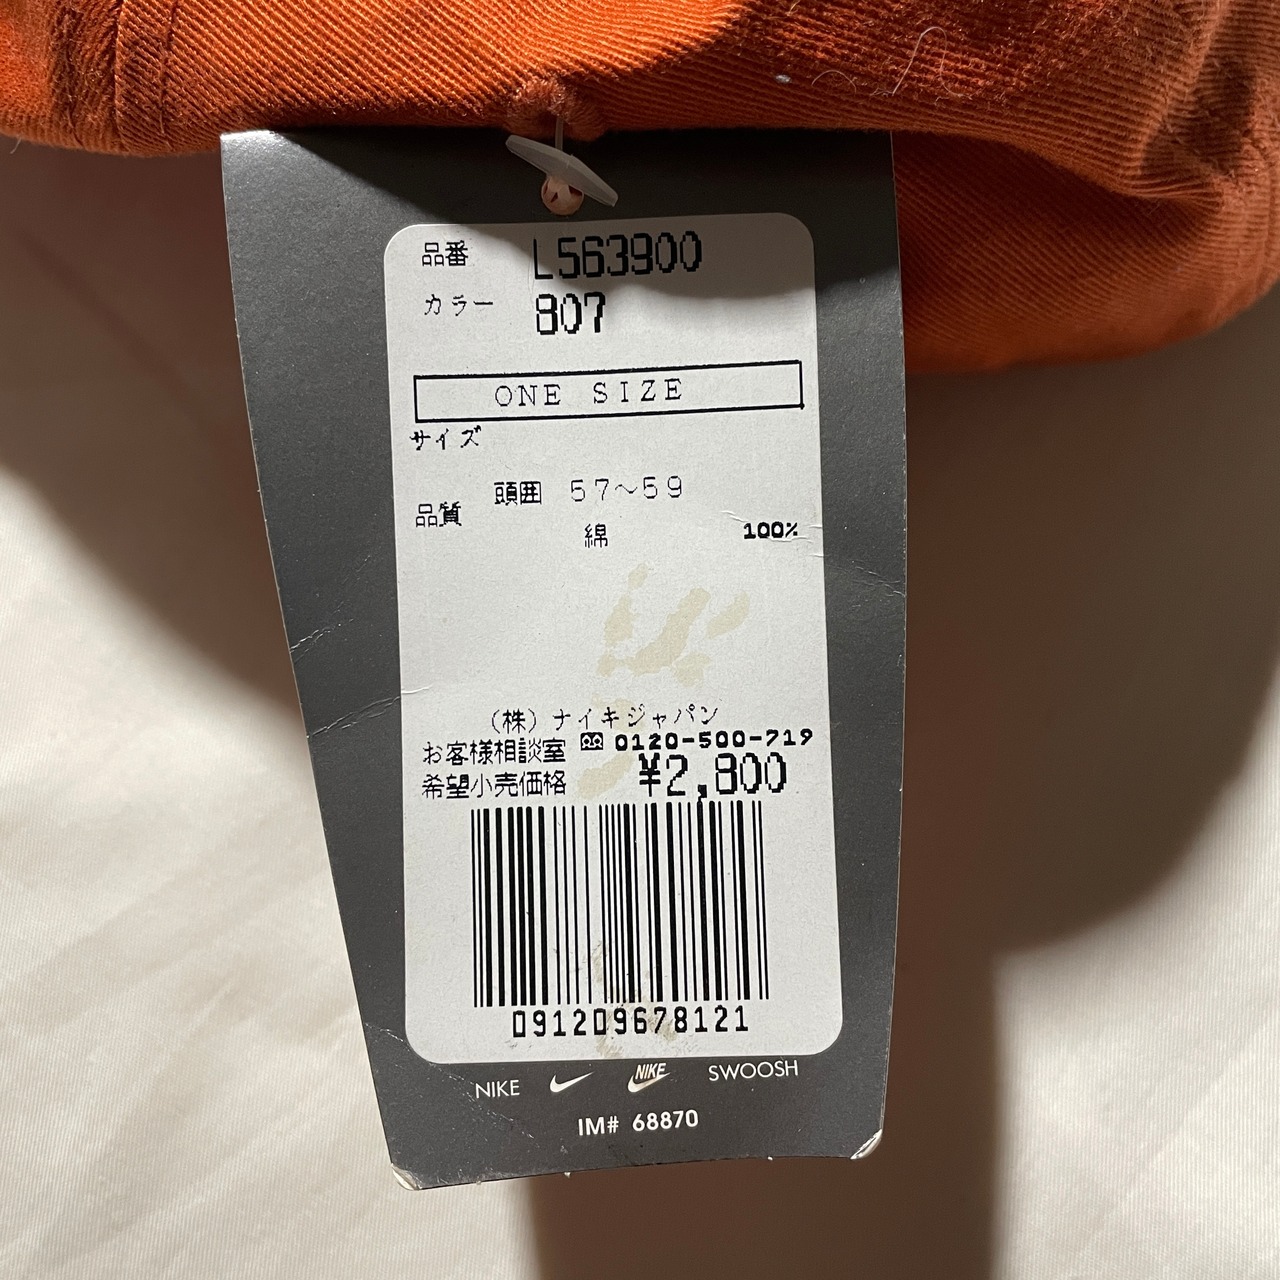 品番 L563900
カラー 807
ONE SIZE
サイズ
頭囲 57〜59
品質
綿 100%
(株)ナイキジャパン
お客様相談室 0120-500-719
希望小売価格 ¥2,800
091209678121
NIKE NIKE SWOOSH
IM# 68870